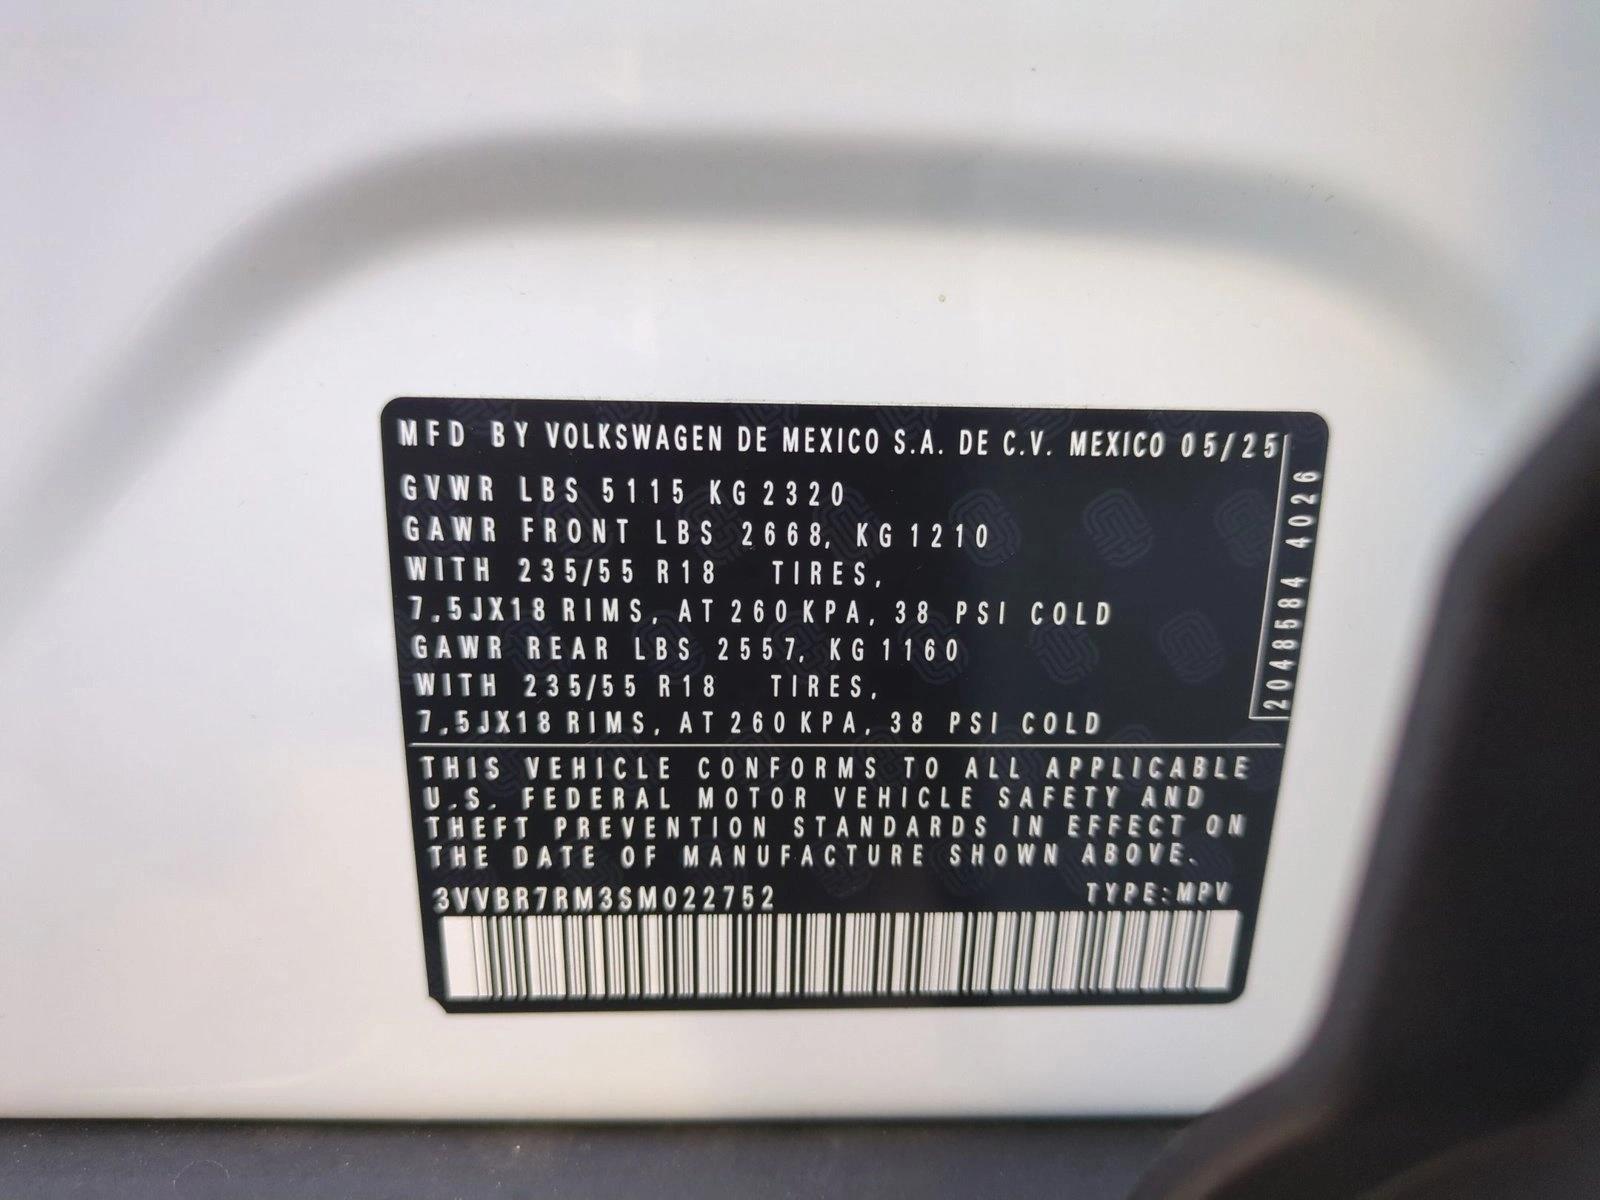 MFD BY VOLKSWAGEN DE MEXICO S.A. DE C.V. MEXICO 05/25
GVWR LBS 5115 KG 2320
GAWR FRONT LBS 2668, KG 1210
WITH 235/55 R18 TIRES,
7,5JX18 RIMS, AT 260 KPA, 38 PSI COLD
GAWR REAR LBS 2557, KG 1160
WITH 235/55 R18 TIRES,
7,5JX18 RIMS, AT 260 KPA, 38 PSI COLD
2048584 4026
THIS VEHICLE CONFORMS TO ALL APPLICABLE
U.S. FEDERAL MOTOR VEHICLE SAFETY AND
THEFT PREVENTION STANDARDS IN EFFECT ON
THE DATE OF MANUFACTURE SHOWN ABOVE.
3VVBR7RM3SM022752 TYPE:MPV